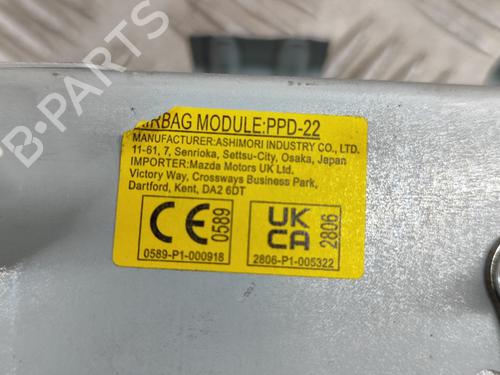 B-PARTS
AIRBAG MODULE:PPD-22
MANUFACTURER:ASHIMORI INDUSTRY CO., LTD.
11-61, 7, Senrioka, Settsu-City, Osaka, Japan
IMPORTER:Mazda Motors UK Ltd.
Victory Way, Crossways Business Park,
Dartford, Kent, DA2 6DT
CE 0589
0589-P1-000918
UK
CA 2806
2806-P1-005322